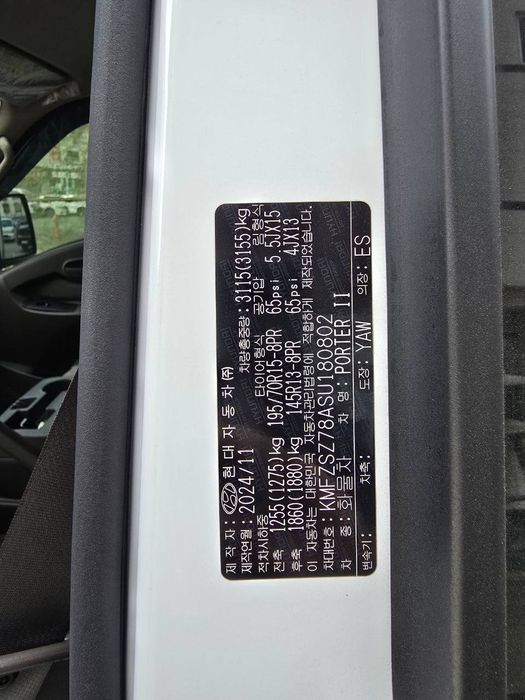 제 작 자: 현대자동차㈜
제작연월: 2024/11 차량총중량: 3115(3155)kg
적차시하중 타이어형식 공기압 림형식
전축 1255(1275)kg 195/70R15-8PR 65psi 5.5JX15
후축 1860(1880)kg 145R13-8PR 65psi 4JX13
이 자동차는 대한민국 자동차관리법령에 적합하게 제작되었습니다.
차대번호: KMFZSZ78ASU180802
차 종: 화물차 차 명: PORTER II
도장: YAW 의장: ES
변속기: 차축: